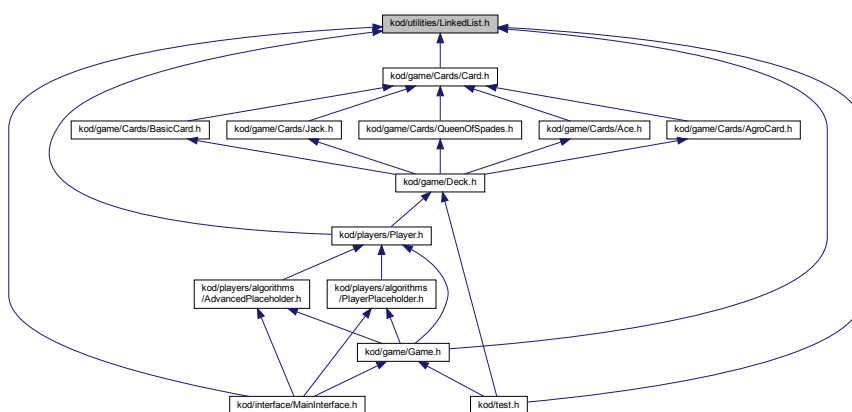 kod/utilities/LinkedList.h
kod/game/Cards/Card.h
kod/game/Cards/BasicCard.h
kod/game/Cards/Jack.h
kod/game/Cards/QueenOfSpades.h
kod/game/Cards/Ace.h
kod/game/Cards/AgroCard.h
kod/game/Deck.h
kod/players/Player.h
kod/players/algorithms
/AdvancedPlaceholder.h
kod/players/algorithms
/PlayerPlaceholder.h
kod/game/Game.h
kod/interface/MainInterface.h
kod/test.h